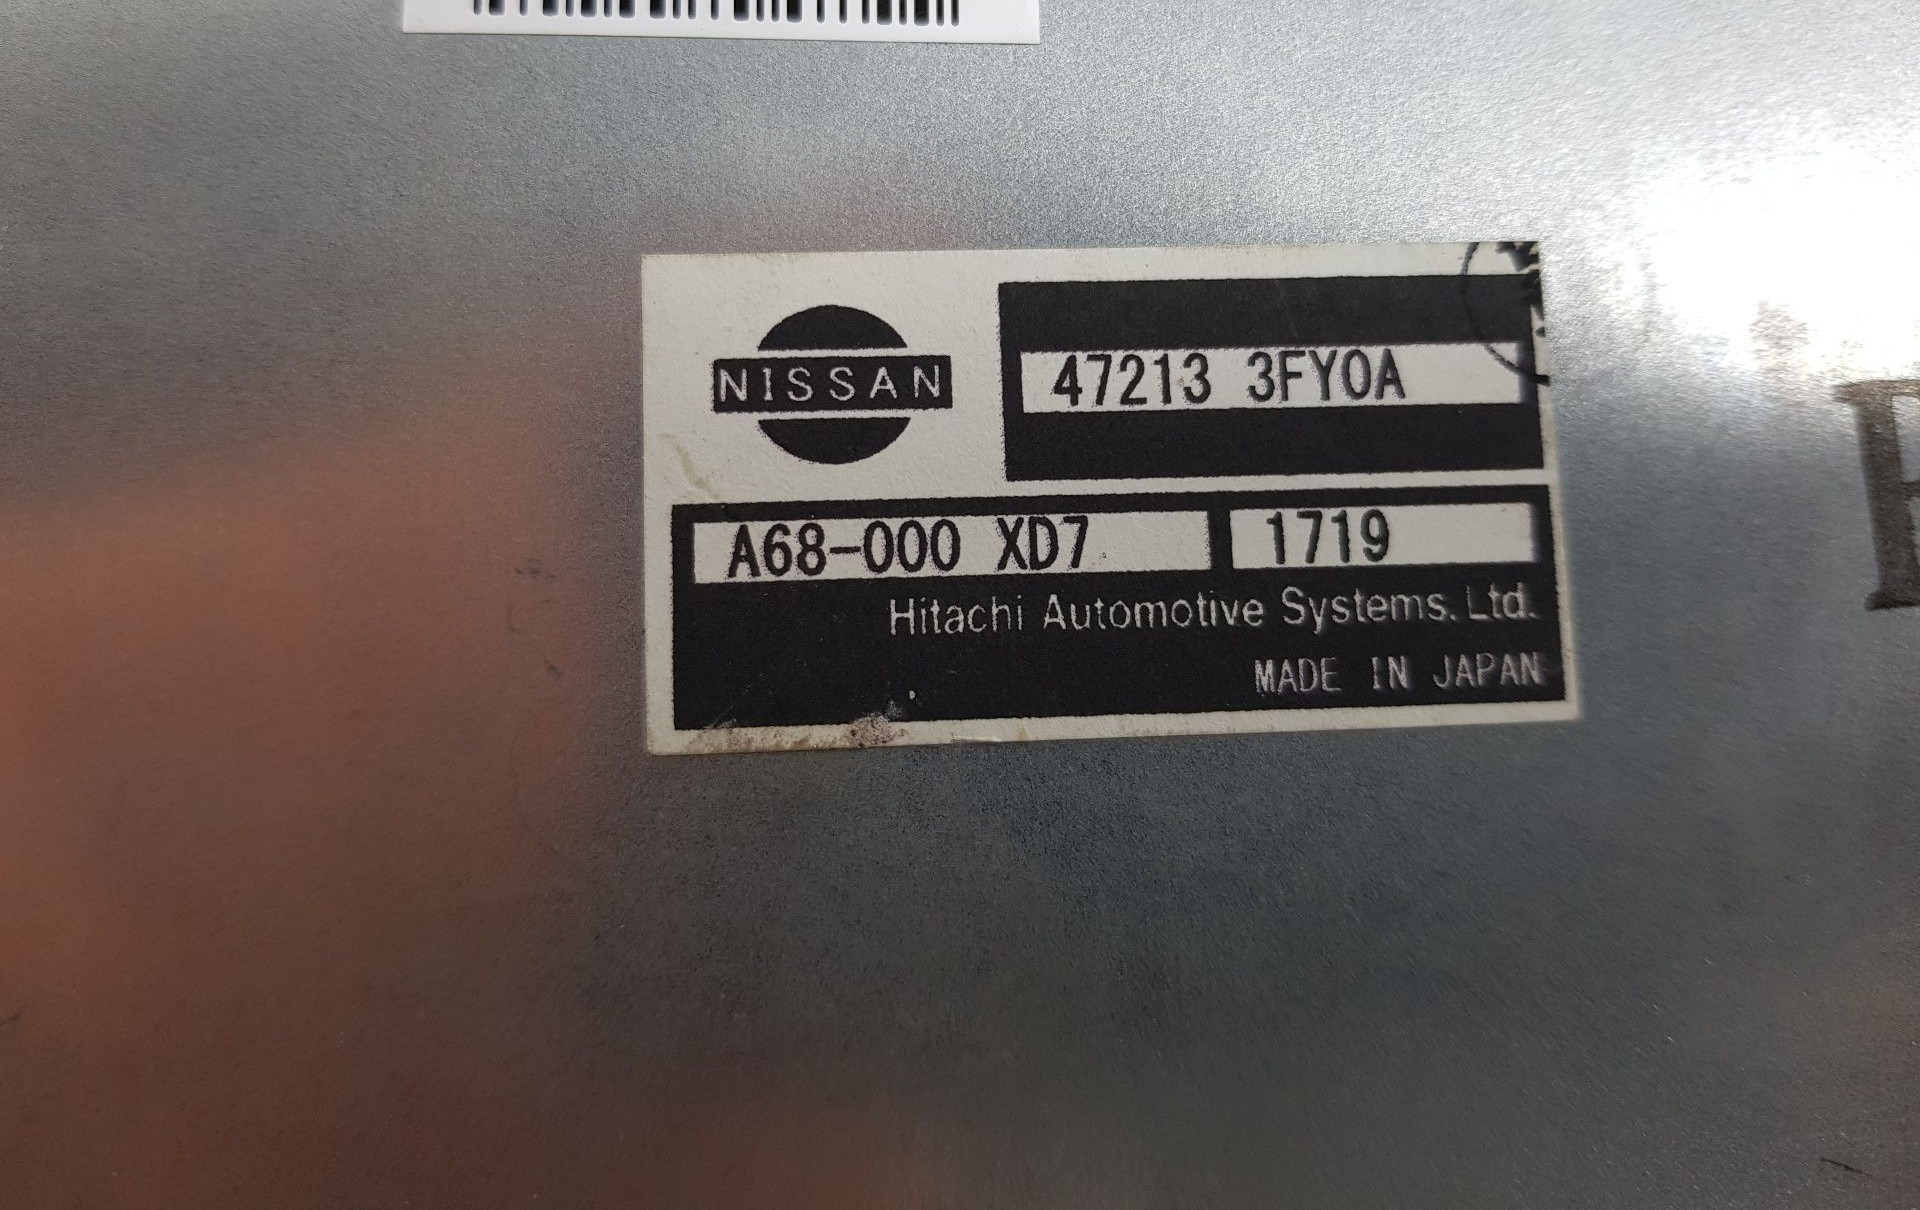 NISSAN
47213 3FY0A
A68-000 XD7 1719
Hitachi Automotive Systems. Ltd.
MADE IN JAPAN